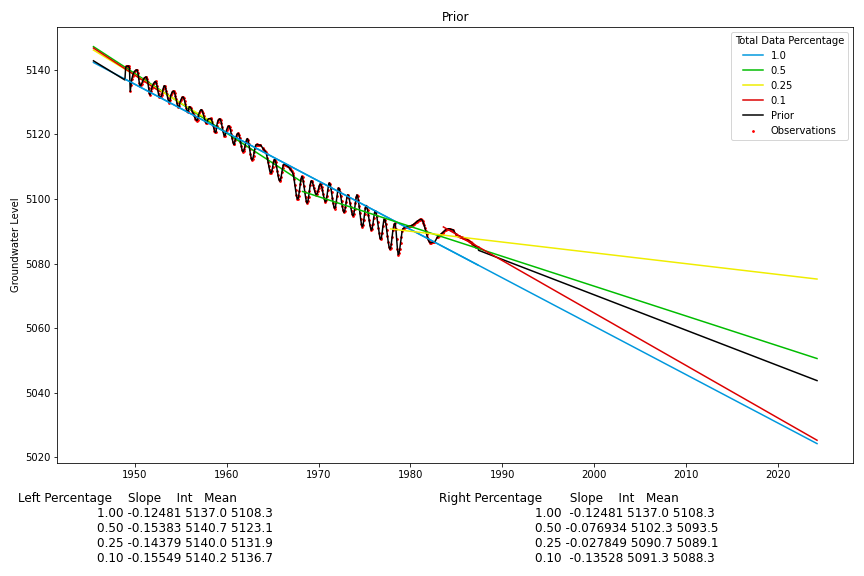 Prior
Total Data Percentage
1.0
0.5
0.25
0.1
Prior
Observations
Groundwater Level
5140
5120
5100
5080
5060
5040
5020
1950 1960 1970 1980 1990 2000 2010 2020
Left Percentage Slope Int Mean
1.00 -0.12481 5137.0 5108.3
0.50 -0.15383 5140.7 5123.1
0.25 -0.14379 5140.0 5131.9
0.10 -0.15549 5140.2 5136.7
Right Percentage Slope Int Mean
1.00 -0.12481 5137.0 5108.3
0.50 -0.076934 5102.3 5093.5
0.25 -0.027849 5090.7 5089.1
0.10 -0.13528 5091.3 5088.3